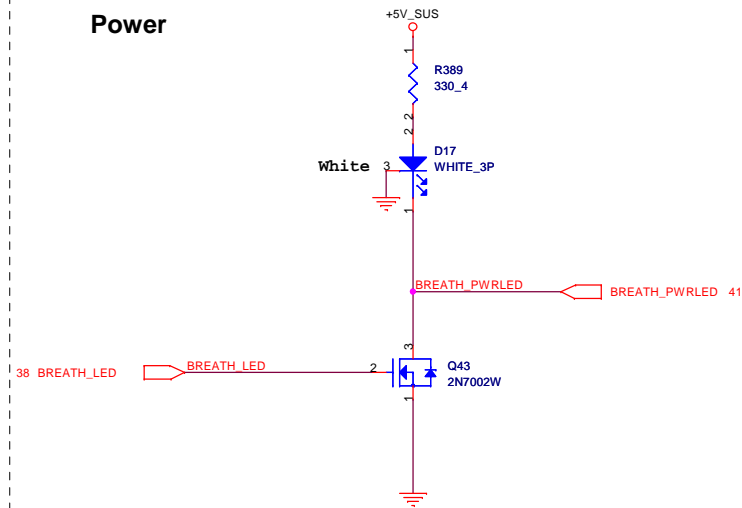 Power
+5V_SUS
1
R389
330_4
2
2
D17
WHITE_3P
White
3
1
BREATH_PWRLED
BREATH_PWRLED 41
3
38 BREATH_LED
BREATH_LED
2
Q43
2N7002W
1